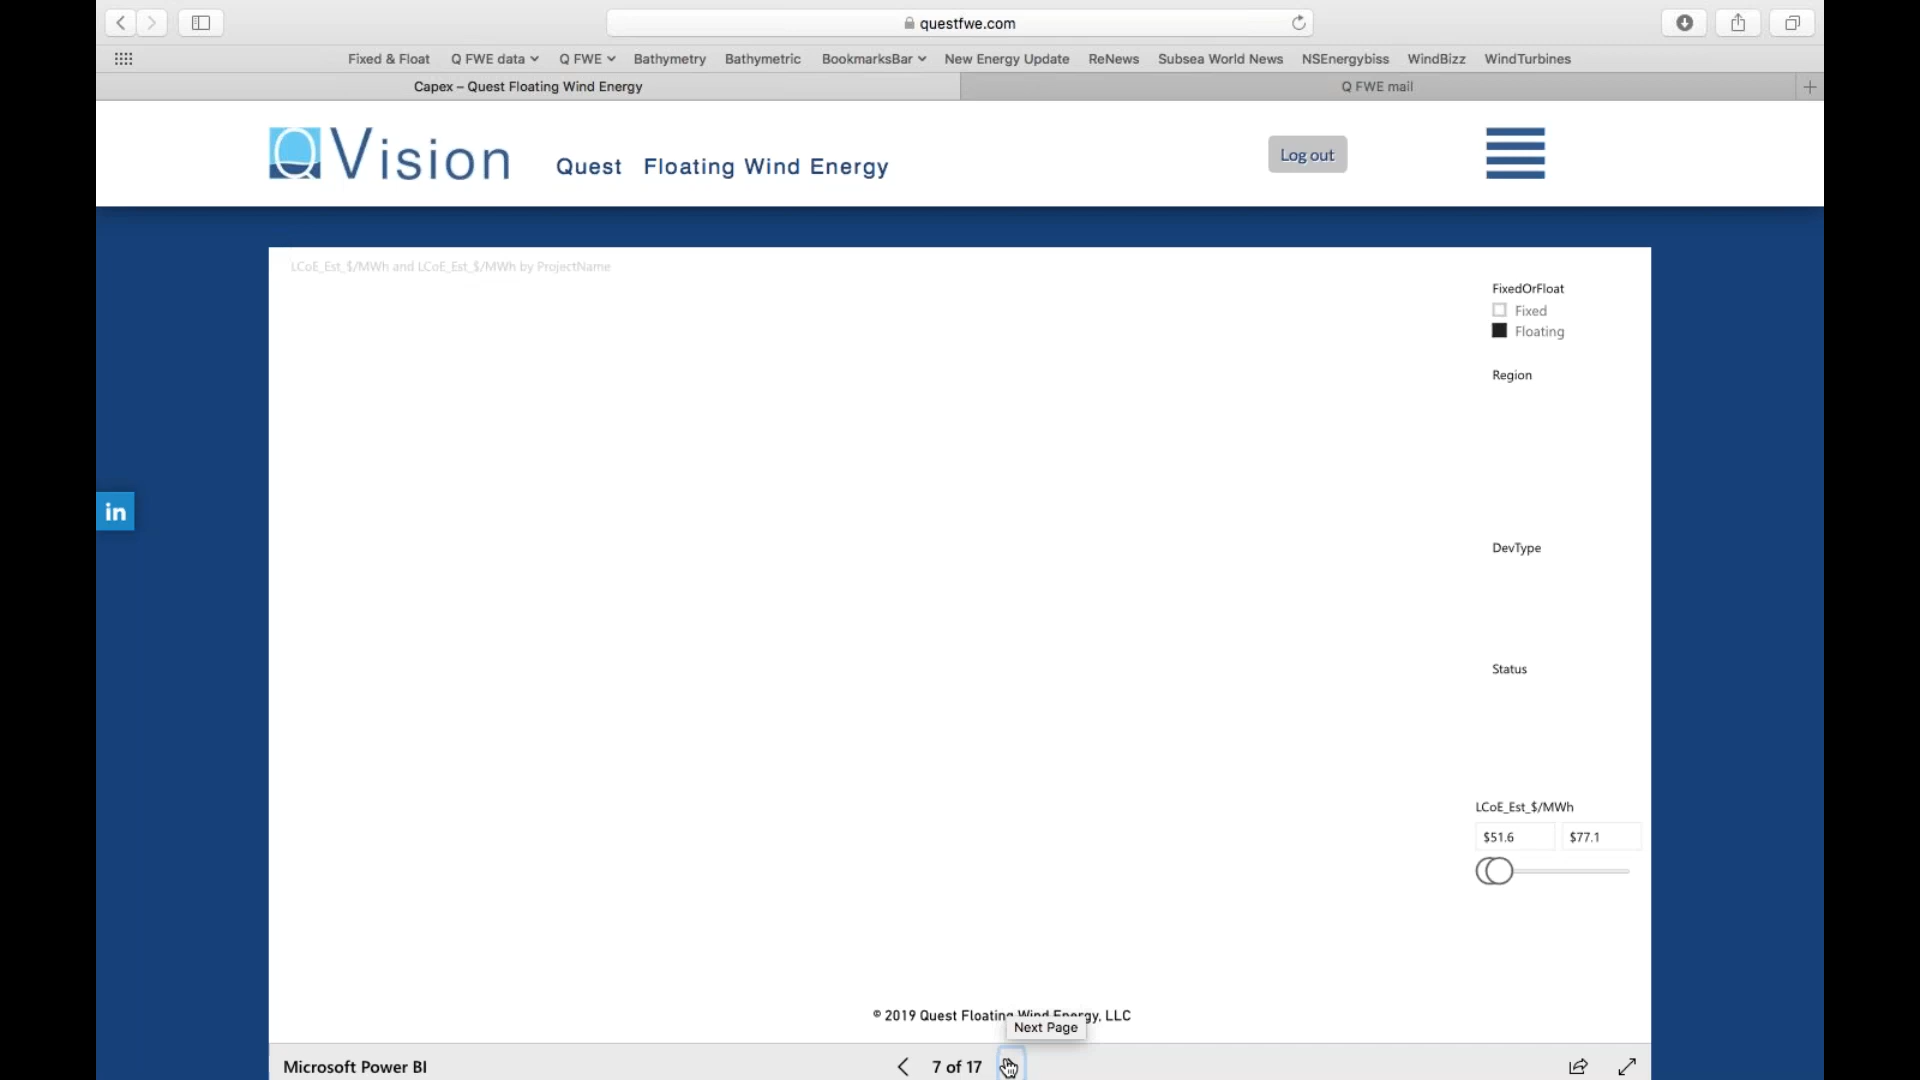 questfwe.com
Fixed & Float Q FWE data Q FWE Bathymetry Bathymetric BookmarksBar New Energy Update ReNews Subsea World News NSEnergybiss WindBizz WindTurbines
Capex – Quest Floating Wind Energy Q FWE mail
QVision Quest Floating Wind Energy Log out
LCoE_Est_$/MWh and LCoE_Est_$/MWh by ProjectName
FixedOrFloat
Fixed
Floating
Region
in
DevType
Status
LCoE_Est_$/MWh
$51.6 $77.1
© 2019 Quest Floating Wind Energy, LLC
Next Page
Microsoft Power BI 7 of 17